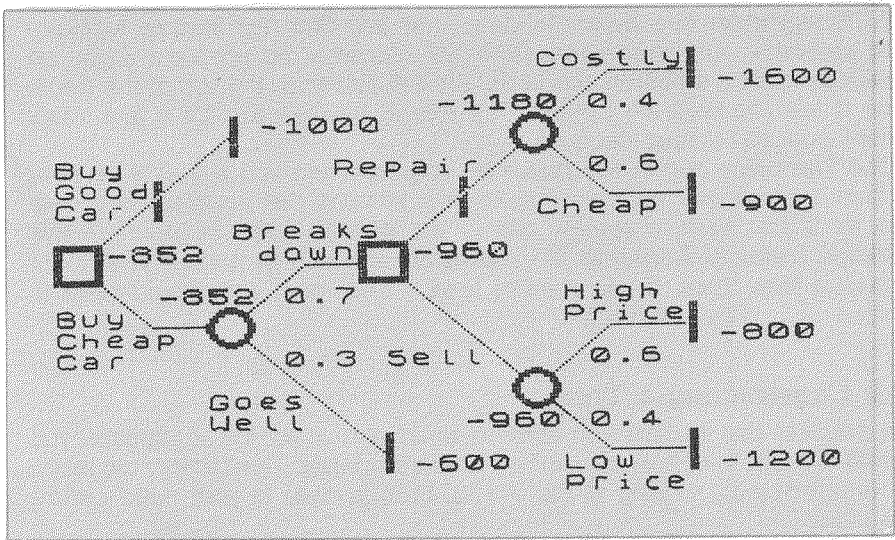 Costly
-1600
-1180 0.4
-1000
Repair 0.6
Buy
Good
Car
Cheap -900
Breaks
down
-852
-960
-852 0.7
High
Price
-800
Buy
Cheap
Car
0.3 Sell
0.6
Goes
Well
-960 0.4
-600
Low
Price
-1200